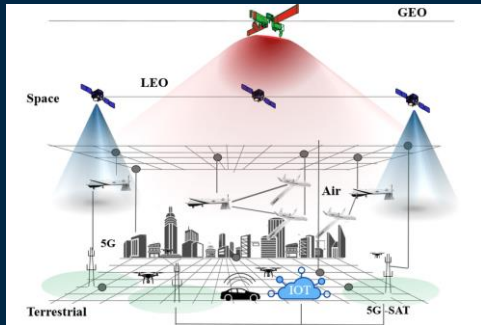 GEO
LEO
Space
Air
5G
IOT
Terrestrial
5G-SAT